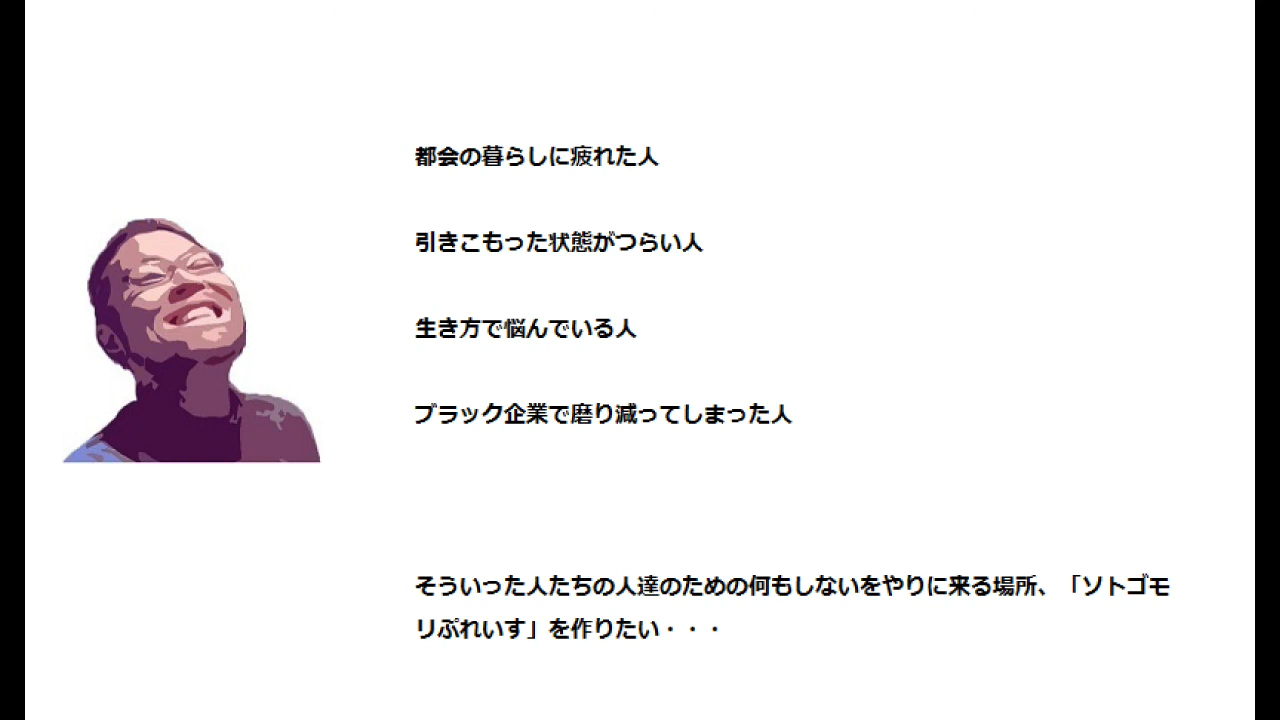 都会の暮らしに疲れた人
引きこもった状態がつらい人
生き方で悩んでいる人
ブラック企業で磨り減ってしまった人
そういった人たちの人達のための何もしないをやりに来る場所、「ソトゴモ
リぷれいす」を作りたい・・・